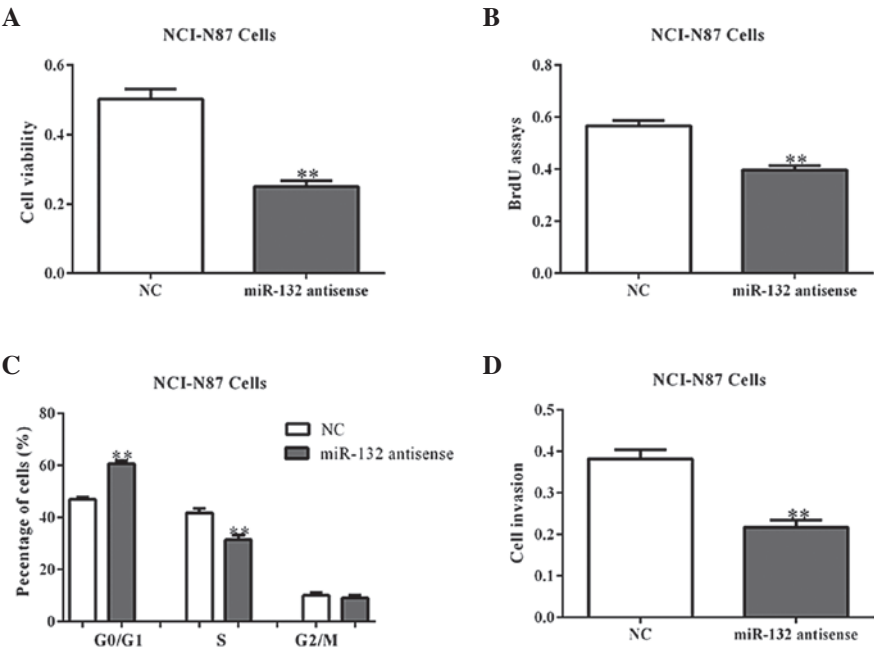 A
NCI-N87 Cells
0.6
0.4
0.2
0.0
Cell viability
**
NC
miR-132 antisense
B
NCI-N87 Cells
0.8
0.6
0.4
0.2
0.0
BrdU assays
**
NC
miR-132 antisense
C
NCI-N87 Cells
80
60
40
20
0
Pecentage of cells (%)
NC
miR-132 antisense
**
**
G0/G1
S
G2/M
D
NCI-N87 Cells
0.5
0.4
0.3
0.2
0.1
0.0
Cell invasion
**
NC
miR-132 antisense